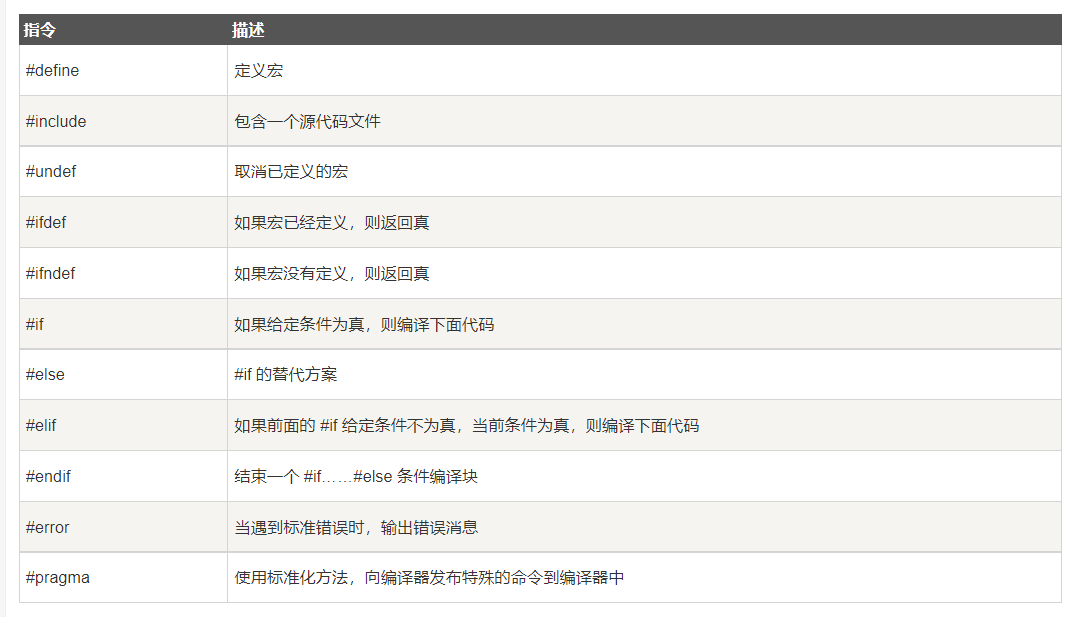 指令 描述
#define 定义宏
#include 包含一个源代码文件
#undef 取消已定义的宏
#ifdef 如果宏已经定义，则返回真
#ifndef 如果宏没有定义，则返回真
#if 如果给定条件为真，则编译下面代码
#else #if 的替代方案
#elif 如果前面的 #if 给定条件不为真，当前条件为真，则编译下面代码
#endif 结束一个 #if……#else 条件编译块
#error 当遇到标准错误时，输出错误消息
#pragma 使用标准化方法，向编译器发布特殊的命令到编译器中